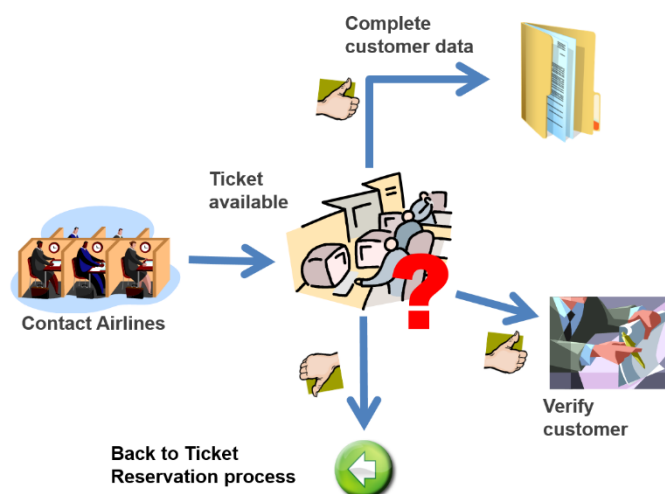 Complete
customer data
Ticket
available
Contact Airlines
Verify
customer
Back to Ticket
Reservation process
?